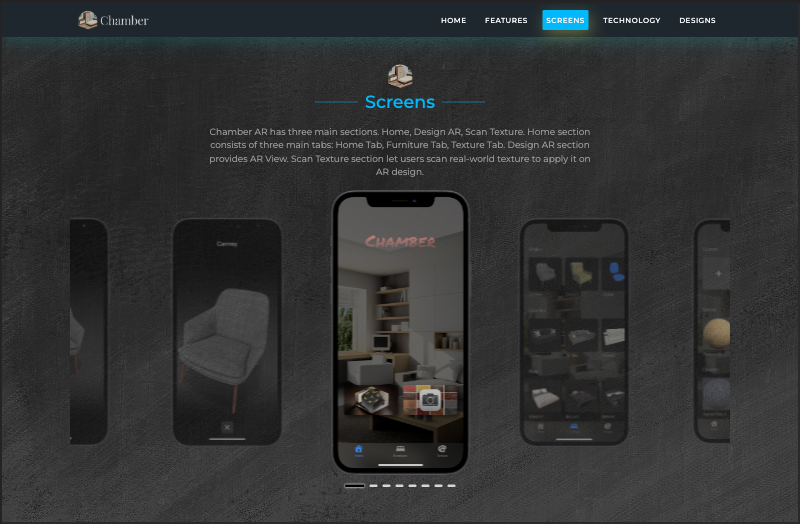 Chamber
HOME FEATURES SCREENS TECHNOLOGY DESIGNS
Screens
Chamber AR has three main sections. Home, Design AR, Scan Texture. Home section
consists of three main tabs: Home Tab, Furniture Tab, Texture Tab. Design AR section
provides AR View. Scan Texture section let users scan real-world texture to apply it on
AR design.
CHAMBER